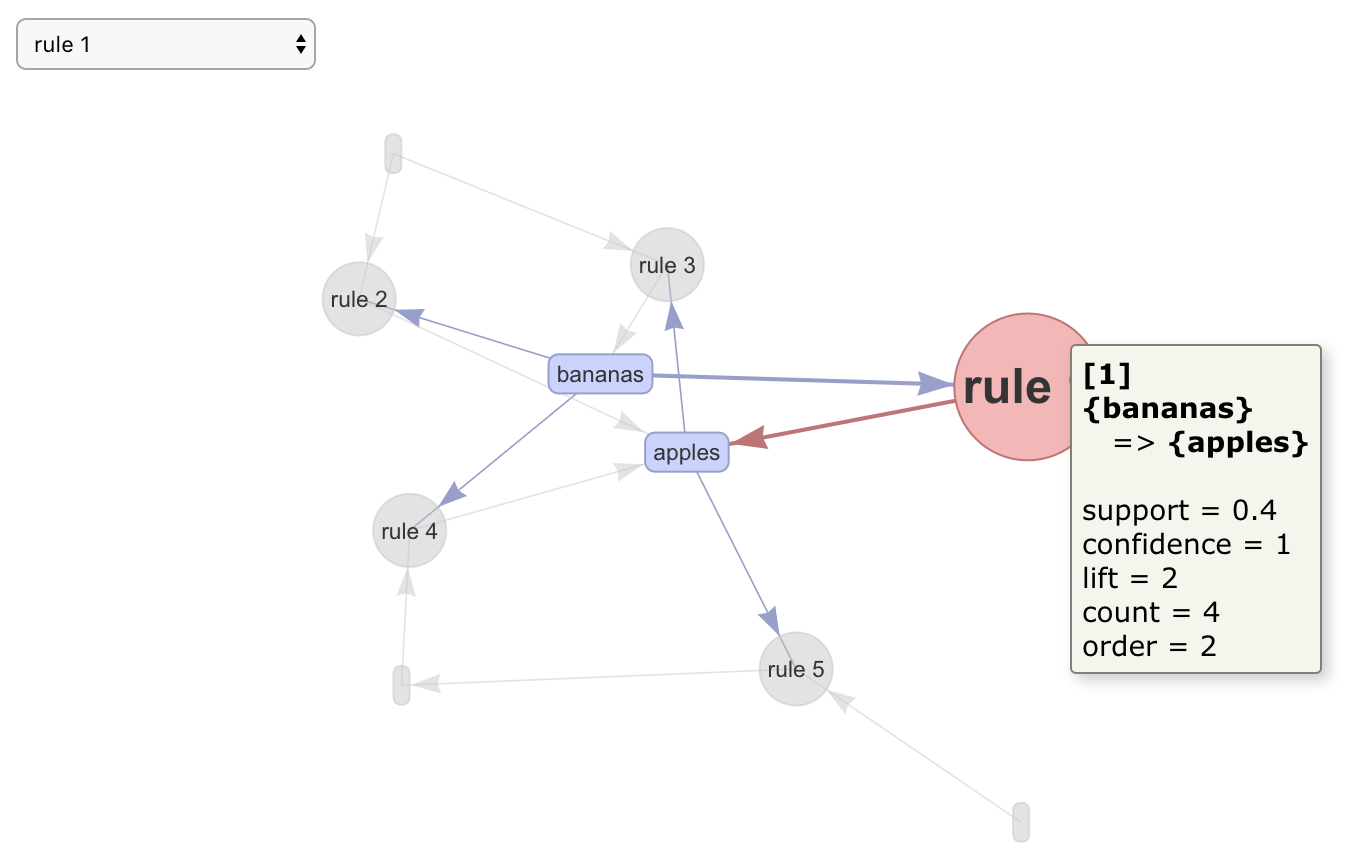 rule 1
rule 3
rule 2
bananas
rule
apples
rule 4
rule 5
[1]
{bananas}
=> {apples}
support = 0.4
confidence = 1
lift = 2
count = 4
order = 2